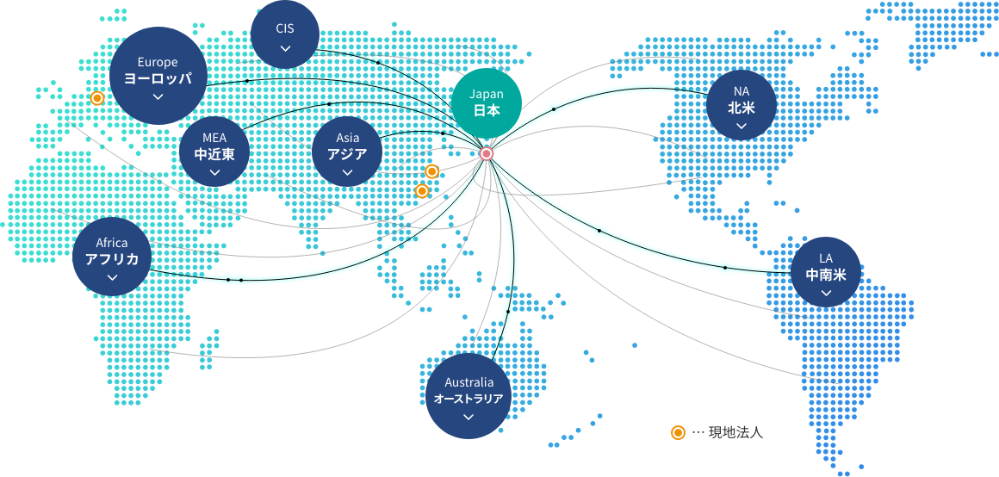 CIS
Europe
ヨーロッパ
Japan
日本
NA
北米
MEA
中近東
Asia
アジア
Africa
アフリカ
LA
中南米
Australia
オーストラリア
… 現地法人